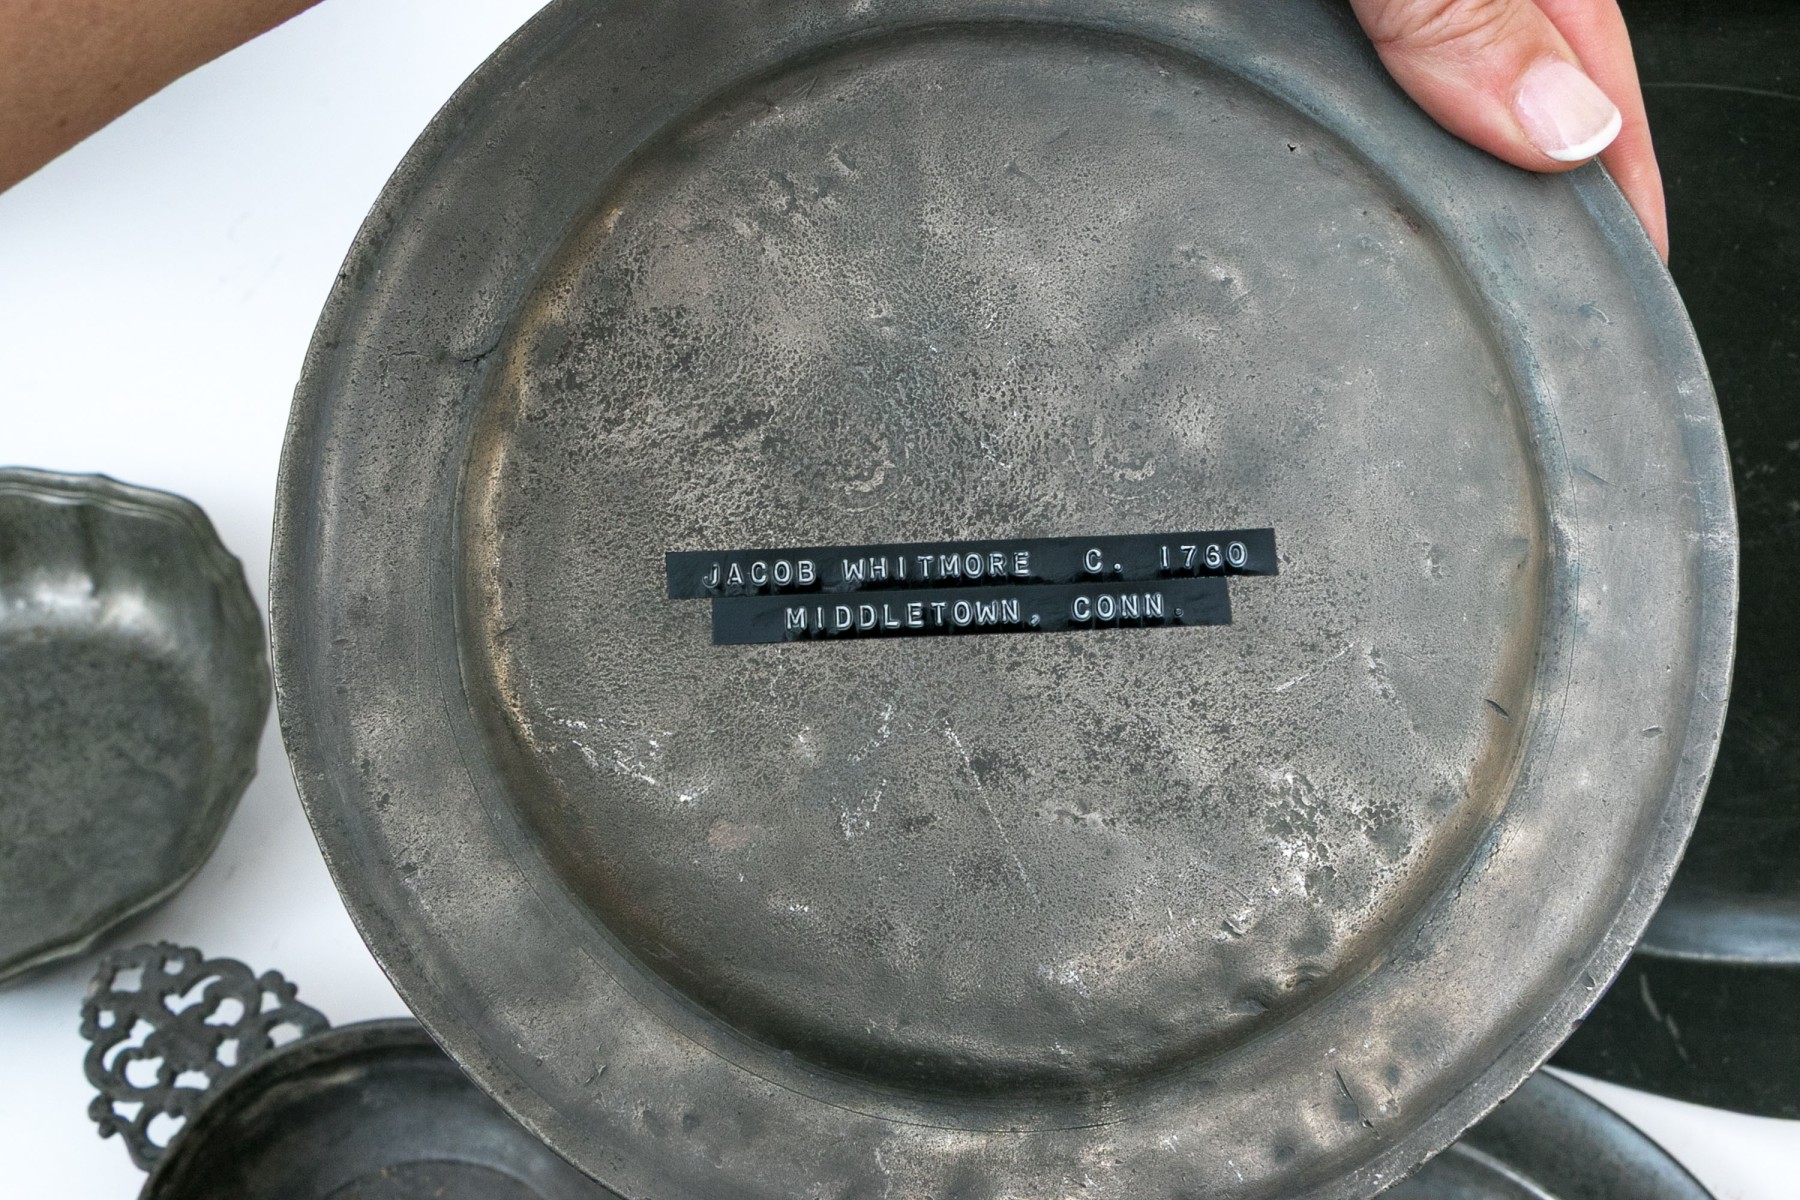 JACOB WHITMORE C. 1760
MIDDLETOWN, CONN.